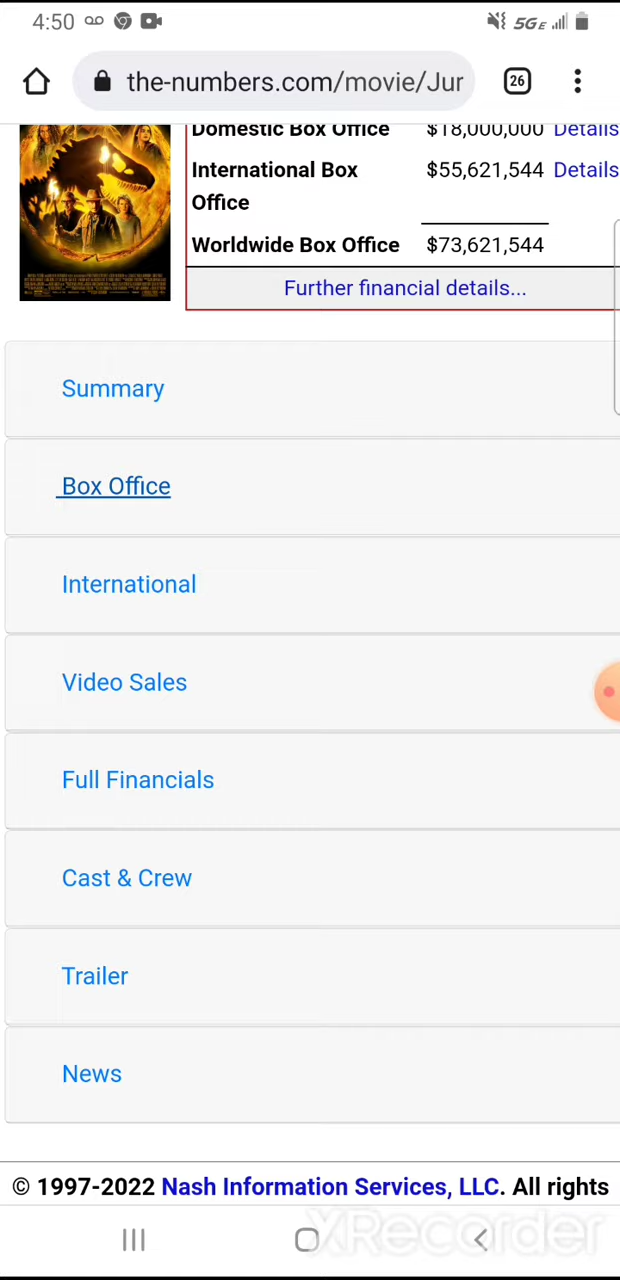 4:50
5GE
the-numbers.com/movie/Jur
26
Domestic Box Office $18,000,000 Details
International Box $55,621,544 Details
Office
Worldwide Box Office $73,621,544
Further financial details...
Summary
Box Office
International
Video Sales
Full Financials
Cast & Crew
Trailer
News
© 1997-2022 Nash Information Services, LLC. All rights
XRecorder